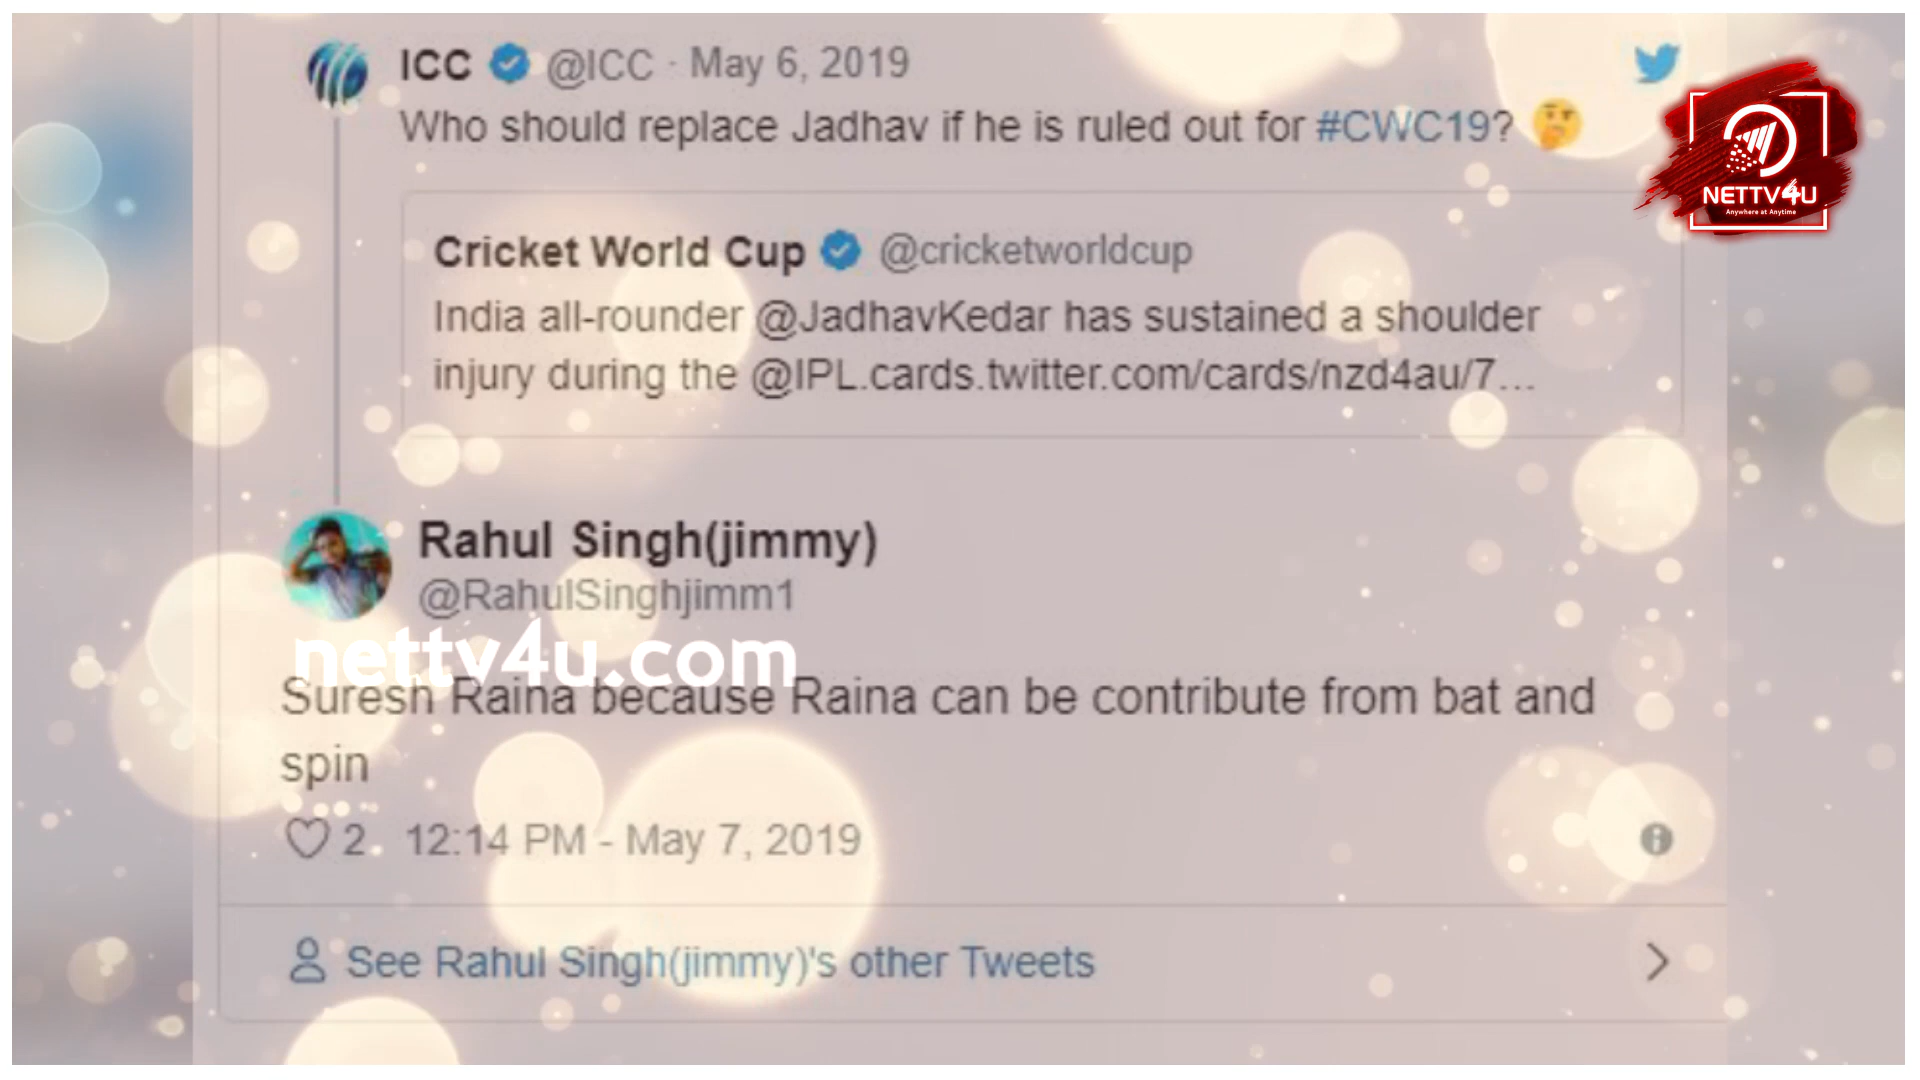 ICC @ICC · May 6, 2019
Who should replace Jadhav if he is ruled out for #CWC19? 🤔
NETTV4U
Anywhere at Anytime
Cricket World Cup @cricketworldcup
India all-rounder @JadhavKedar has sustained a shoulder
injury during the @IPL.cards.twitter.com/cards/nzd4au/7...
Rahul Singh(jimmy)
@RahulSinghjimm1
nettv4u.com
Suresh Raina because Raina can be contribute from bat and
spin
2 12:14 PM - May 7, 2019
See Rahul Singh(jimmy)'s other Tweets